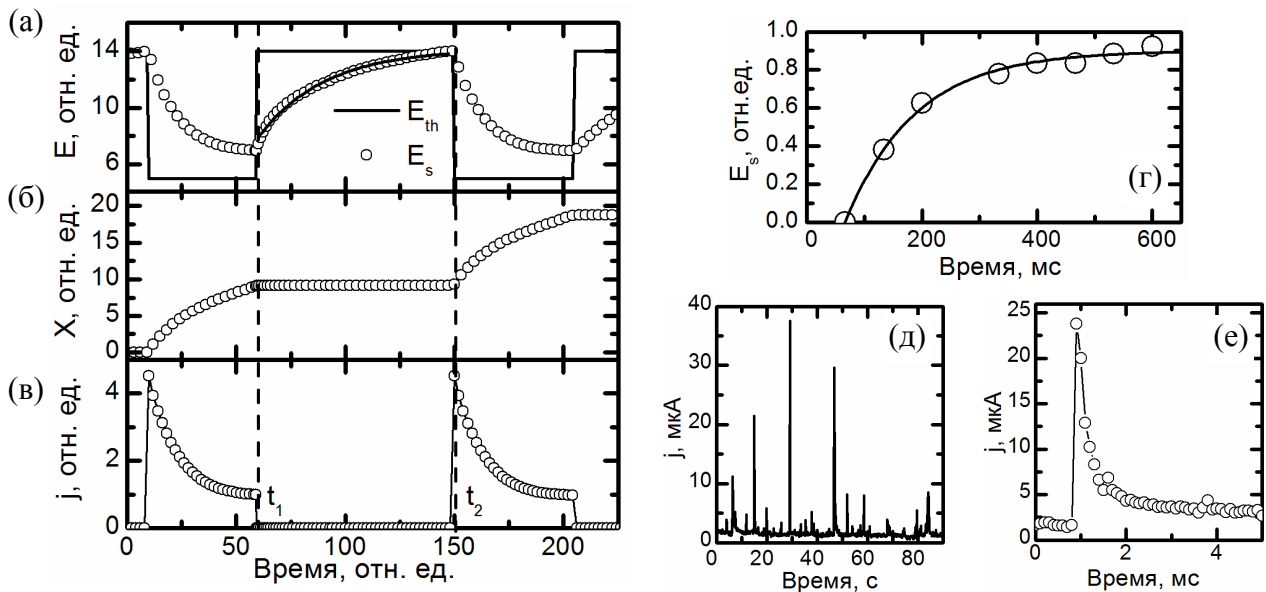 (а)
E, отн. ед.
14
12
10
8
6
E_th
E_s
(б)
X, отн. ед.
20
15
10
5
0
(в)
j, отн. ед.
4
2
0
t_1
t_2
0 50 100 150 200
Время, отн. ед.
(г)
E_s, отн.ед.
1.0
0.8
0.6
0.4
0.2
0.0
0 200 400 600
Время, мс
(д)
j, мкА
40
30
20
10
0
0 20 40 60 80
Время, с
(е)
j, мкА
25
20
15
10
5
0
0 2 4
Время, мс